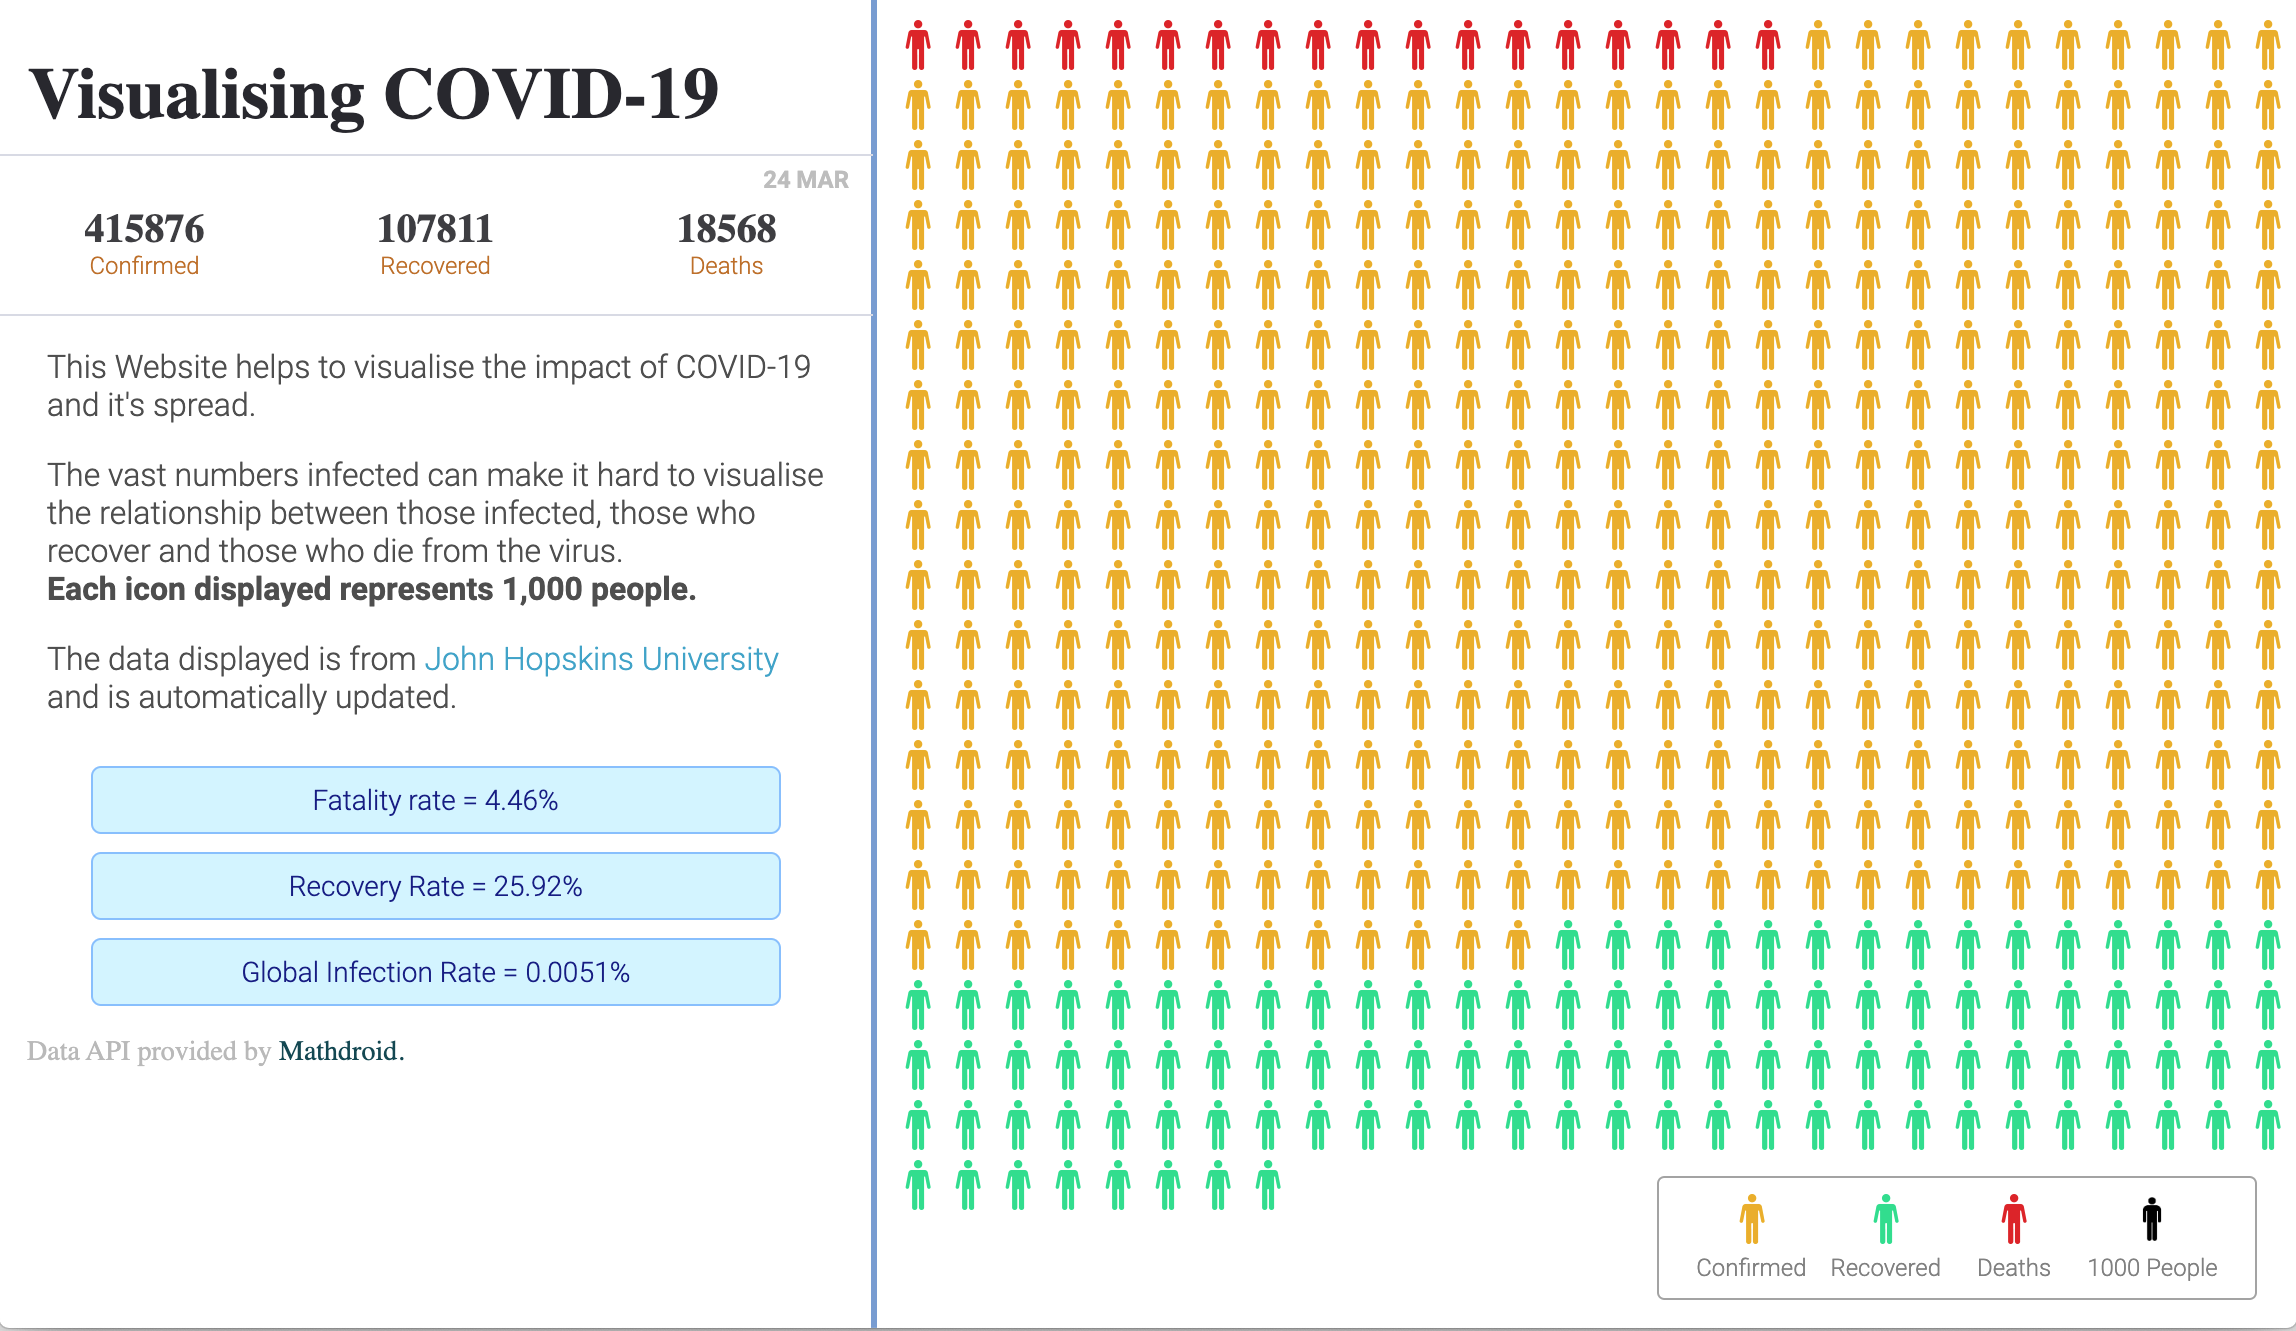 Visualising COVID-19
24 MAR
415876 107811 18568
Confirmed Recovered Deaths
This Website helps to visualise the impact of COVID-19
and it's spread.
The vast numbers infected can make it hard to visualise
the relationship between those infected, those who
recover and those who die from the virus.
Each icon displayed represents 1,000 people.
The data displayed is from John Hopskins University
and is automatically updated.
Fatality rate = 4.46%
Recovery Rate = 25.92%
Global Infection Rate = 0.0051%
Data API provided by Mathdroid.
Confirmed Recovered Deaths 1000 People